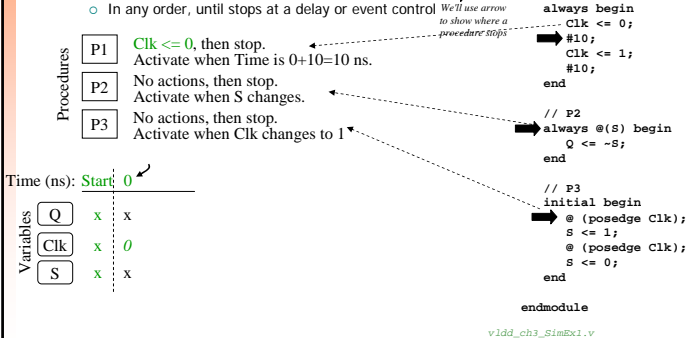 In any order, until stops at a delay or event control
We'll use arrow
to show where a
procedure stops
Procedures
P1
Clk <= 0, then stop.
Activate when Time is 0+10=10 ns.
P2
No actions, then stop.
Activate when S changes.
P3
No actions, then stop.
Activate when Clk changes to 1
Time (ns): Start 0
Variables
Q x x
Clk x 0
S x x
always begin
Clk <= 0;
#10;
Clk <= 1;
#10;
end
// P2
always @(S) begin
Q <= ~S;
end
// P3
initial begin
@ (posedge Clk);
S <= 1;
@ (posedge Clk);
S <= 0;
end
endmodule
vldd_ch3_SimEx1.v